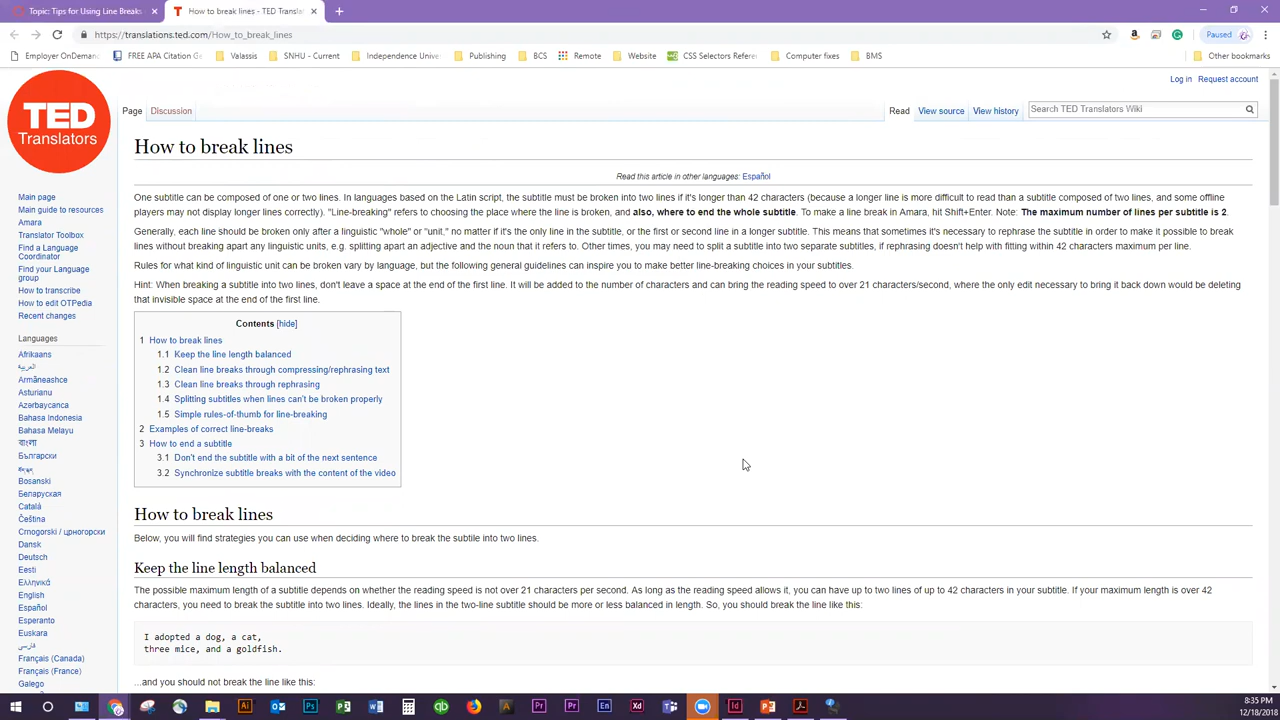 Topic: Tips for Using Line Breaks
How to break lines - TED Translat
https://translations.ted.com/How_to_break_lines
Paused
Employer OnDemand
FREE APA Citation Ge
Valassis
SNHU - Current
Independence Univer
Publishing
BCS
Remote
Website
CSS Selectors Refere
Computer fixes
BMS
Other bookmarks
Log in Request account
TED
Translators
Page Discussion
Read View source View history
Search TED Translators Wiki
How to break lines
Read this article in other languages: Español
One subtitle can be composed of one or two lines. In languages based on the Latin script, the subtitle must be broken into two lines if it's longer than 42 characters (because a longer line is more difficult to read than a subtitle composed of two lines, and some offline
players may not display longer lines correctly). "Line-breaking" refers to choosing the place where the line is broken, and also, where to end the whole subtitle. To make a line break in Amara, hit Shift+Enter. Note: The maximum number of lines per subtitle is 2.
Generally, each line should be broken only after a linguistic "whole" or "unit," no matter if it's the only line in the subtitle, or the first or second line in a longer subtitle. This means that sometimes it's necessary to rephrase the subtitle in order to make it possible to break
lines without breaking apart any linguistic units, e.g. splitting apart an adjective and the noun that it refers to. Other times, you may need to split a subtitle into two separate subtitles, if rephrasing doesn't help with fitting within 42 characters maximum per line.
Rules for what kind of linguistic unit can be broken vary by language, but the following general guidelines can inspire you to make better line-breaking choices in your subtitles.
Hint: When breaking a subtitle into two lines, don't leave a space at the end of the first line. It will be added to the number of characters and can bring the reading speed to over 21 characters/second, where the only edit necessary to bring it back down would be deleting
that invisible space at the end of the first line.
Contents [hide]
1 How to break lines
1.1 Keep the line length balanced
1.2 Clean line breaks through compressing/rephrasing text
1.3 Clean line breaks through rephrasing
1.4 Splitting subtitles when lines can't be broken properly
1.5 Simple rules-of-thumb for line-breaking
2 Examples of correct line-breaks
3 How to end a subtitle
3.1 Don't end the subtitle with a bit of the next sentence
3.2 Synchronize subtitle breaks with the content of the video
How to break lines
Below, you will find strategies you can use when deciding where to break the subtile into two lines.
Keep the line length balanced
The possible maximum length of a subtitle depends on whether the reading speed is not over 21 characters per second. As long as the reading speed allows it, you can have up to two lines of up to 42 characters in your subtitle. If your maximum length is over 42
characters, you need to break the subtitle into two lines. Ideally, the lines in the two-line subtitle should be more or less balanced in length. So, you should break the line like this:
I adopted a dog, a cat,
three mice, and a goldfish.
...and you should not break the line like this:
Main page
Main guide to resources
Amara
Translator Toolbox
Find a Language
Coordinator
Find your Language
group
How to transcribe
How to edit OTPedia
Recent changes
Languages
Afrikaans
العربية
Armãneashce
Asturianu
Azərbaycanca
Bahasa Indonesia
Bahasa Melayu
বাংলা
Български
Bosanski
Беларуская
Català
Čeština
Crnogorski / црногорски
Dansk
Deutsch
Eesti
Ελληνικά
English
Español
Esperanto
Euskara
فارسی
Français (Canada)
Français (France)
Galego
8:35 PM
12/18/2018